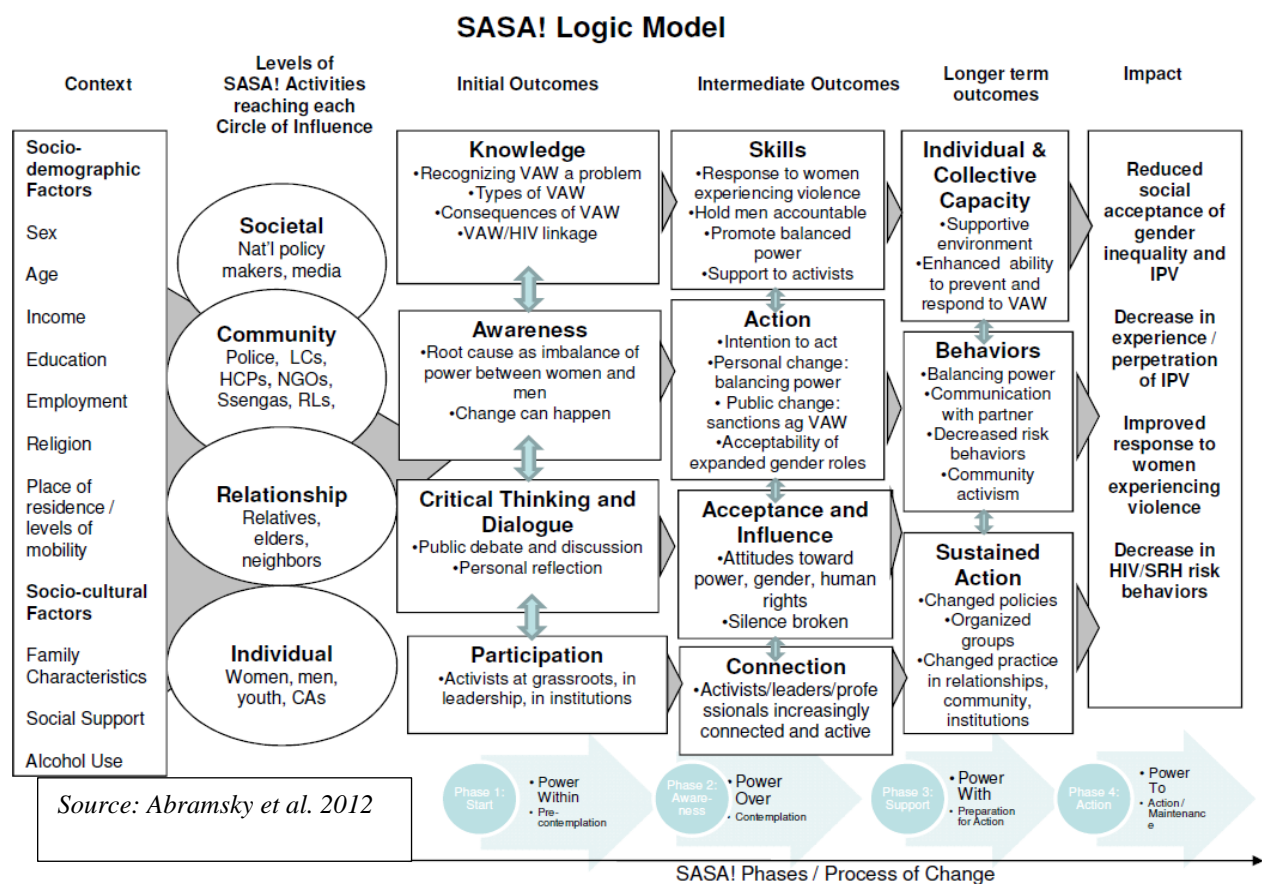 SASA! Logic Model
Context
Levels of
SASA! Activities
reaching each
Circle of Influence
Initial Outcomes
Intermediate Outcomes
Longer term
outcomes
Impact
Socio-
demographic
Factors
Sex
Age
Income
Education
Employment
Religion
Place of
residence /
levels of
mobility
Socio-cultural
Factors
Family
Characteristics
Social Support
Alcohol Use
Societal
Nat'l policy
makers, media
Community
Police, LCs,
HCPs, NGOs,
Ssengas, RLs,
Relationship
Relatives,
elders,
neighbors
Individual
Women, men,
youth, CAs
Knowledge
•Recognizing VAW a problem
•Types of VAW
•Consequences of VAW
•VAW/HIV linkage
Awareness
•Root cause as imbalance of
power between women and
men
•Change can happen
Critical Thinking and
Dialogue
•Public debate and discussion
•Personal reflection
Participation
•Activists at grassroots, in
leadership, in institutions
Skills
•Response to women
experiencing violence
•Hold men accountable
•Promote balanced
power
•Support to activists
Action
•Intention to act
•Personal change:
balancing power
•Public change:
sanctions ag VAW
•Acceptability of
expanded gender roles
Acceptance and
Influence
•Attitudes toward
power, gender, human
rights
•Silence broken
Connection
•Activists/leaders/profe
ssionals increasingly
connected and active
Individual &
Collective
Capacity
•Supportive
environment
•Enhanced ability
to prevent and
respond to VAW
Behaviors
•Balancing power
•Communication
with partner
•Decreased risk
behaviors
•Community
activism
Sustained
Action
•Changed policies
•Organized
groups
•Changed practice
in relationships,
community,
institutions
Reduced
social
acceptance of
gender
inequality and
IPV
Decrease in
experience /
perpetration
of IPV
Improved
response to
women
experiencing
violence
Decrease in
HIV/SRH risk
behaviors
Source: Abramsky et al. 2012
Phase 1:
Start
• Power
Within
• Pre-
contemplation
Phase 2:
Aware-
ness
• Power
Over
• Contemplation
Phase 3:
Support
• Power
With
• Preparation
for Action
Phase 4:
Action
• Power
To
• Action /
Maintenanc
e
SASA! Phases / Process of Change